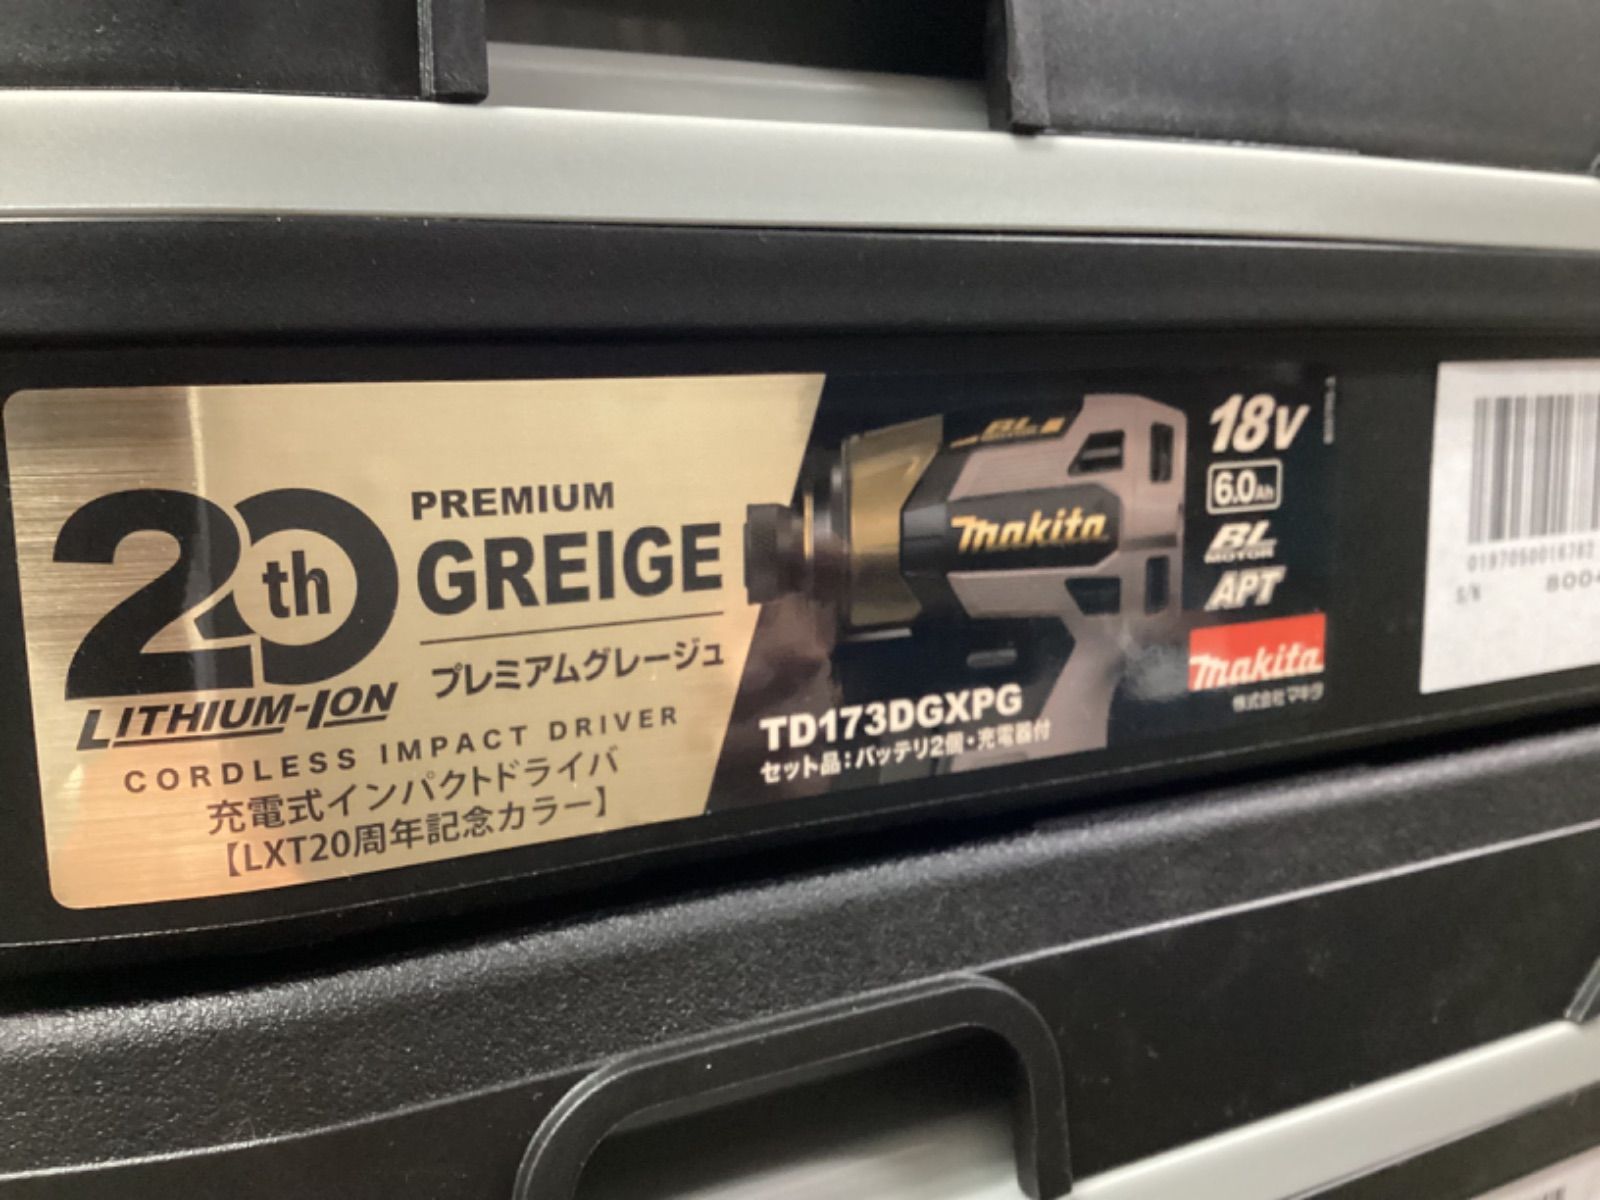 20th
LITHIUM-ION
PREMIUM
GREIGE
プレミアムグレージュ
CORDLESS IMPACT DRIVER
充電式インパクトドライバ
【LXT20周年記念カラー】
BL
makita
TD173DGXPG
セット品：バッテリ2個・充電器付
18V
6.0Ah
BL
MOTOR
APT
makita
株式会社マキタ
S/N